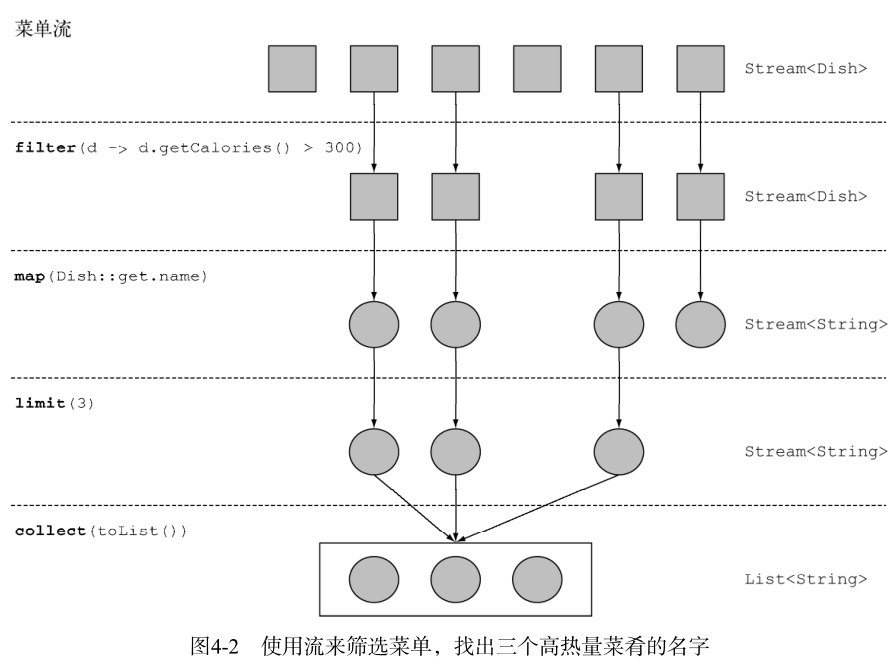 菜单流
Stream<Dish>
filter(d -> d.getCalories() > 300)
Stream<Dish>
map(Dish::get.name)
Stream<String>
limit(3)
Stream<String>
collect(toList())
List<String>
图4-2 使用流来筛选菜单，找出三个高热量菜肴的名字